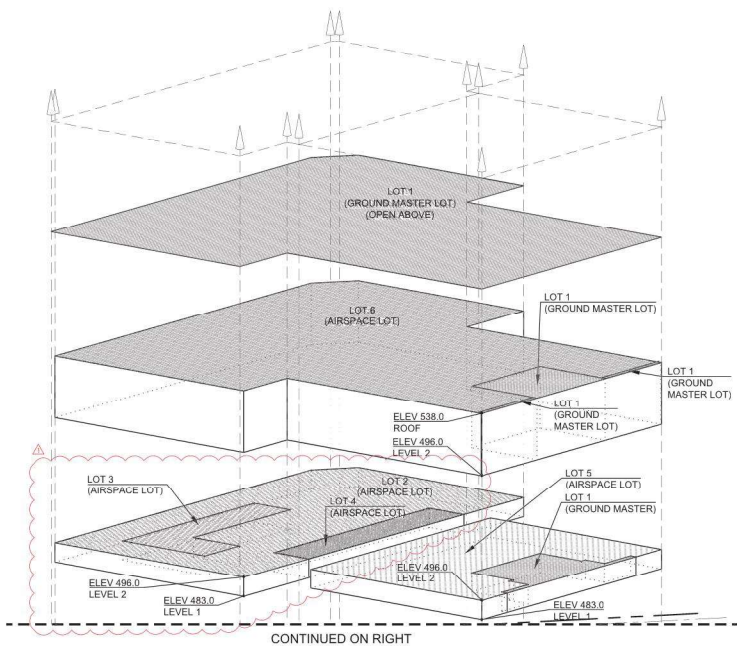 LOT 1
(GROUND MASTER LOT)
(OPEN ABOVE)
LOT 6
(AIRSPACE LOT)
LOT 1
(GROUND MASTER LOT)
LOT 1
(GROUND
MASTER LOT)
LOT 1
(GROUND
MASTER LOT)
ELEV 538.0
ROOF
ELEV 496.0
LEVEL 2
LOT 3
(AIRSPACE LOT)
LOT 2
(AIRSPACE LOT)
LOT 4
(AIRSPACE LOT)
LOT 5
(AIRSPACE LOT)
LOT 1
(GROUND MASTER)
ELEV 496.0
LEVEL 2
ELEV 496.0
LEVEL 2
ELEV 483.0
LEVEL 1
ELEV 483.0
LEVEL 1
CONTINUED ON RIGHT